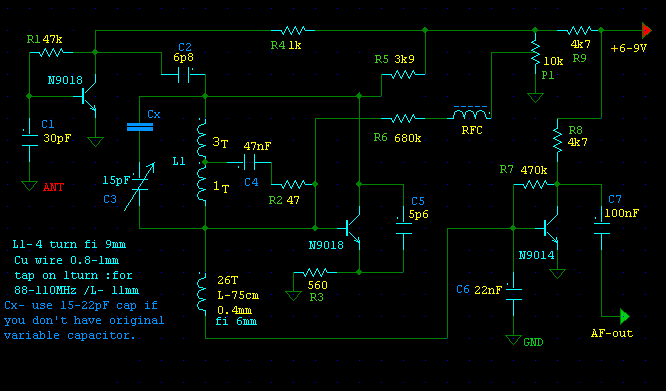 R1 47k
C2
6p8
R4 1k
R5
3k9
4k7
R9
+6-9V
10k
P1
N9018
C1
30pF
ANT
Cx
15pF
C3
L1
3T
1T
47nF
C4
R2 47
R6
680k
RFC
R8
4k7
R7
470k
C5
5p6
N9018
C7
100nF
N9014
560
R3
C6 22nF
GND
AF-out
26T
L-75cm
0.4mm
fi 6mm
L1- 4 turn fi 9mm
Cu wire 0.8-1mm
tap on 1turn :for
88-110MHz /L- 11mm
Cx- use 15-22pF cap if
you don't have original
variable capacitor.